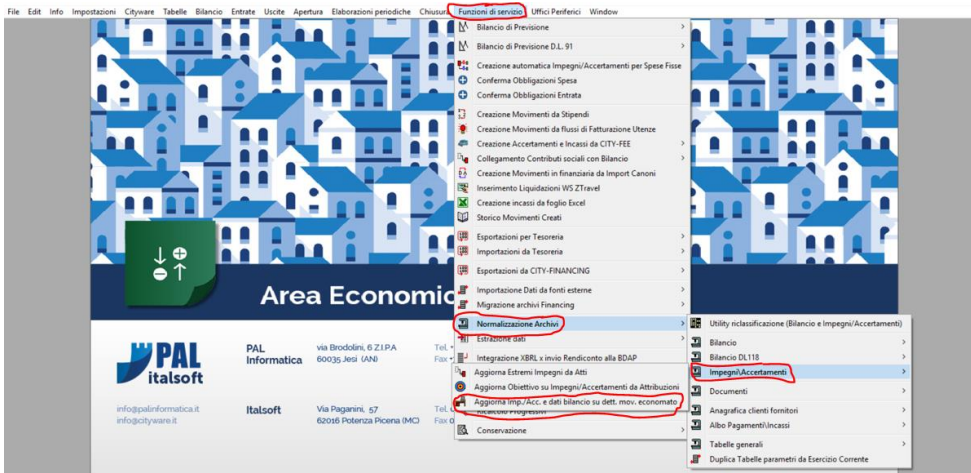 File Edit Info Impostazioni Cityware Tabelle Bilancio Entrate Uscite Apertura Elaborazioni periodiche Chiusura Funzioni di servizio Uffici Periferici Window
Bilancio di Previsione
Bilancio di Previsione D.L. 91
Creazione automatica Impegni/Accertamenti per Spese Fisse
Conferma Obbligazioni Spesa
Conferma Obbligazioni Entrata
Creazione Movimenti da Stipendi
Creazione Movimenti da flussi di Fatturazione Utenze
Creazione Accertamenti e Incassi da CITY-FEE
Collegamento Contributi sociali con Bilancio
Creazione Movimenti in finanziaria da Import Canoni
Inserimento Liquidazioni WS ZTravel
Creazione incassi da foglio Excel
Storico Movimenti Creati
Esportazioni per Tesoreria
Importazioni da Tesoreria
Esportazioni da CITY-FINANCING
Importazione Dati da fonti esterne
Migrazione archivi Financing
Normalizzazione Archivi
Estrazione dati
Integrazione XBRL x invio Rendiconto alla BDAP
Aggiorna Estremi Impegni da Atti
Aggiorna Obiettivo su Impegni/Accertamenti da Attribuzioni
Aggiorna Imp./Acc. e dati bilancio su dett. mov. economato
Ricalcolo Progressivi
Conservazione
Utility riclassificazione (Bilancio e Impegni/Accertamenti)
Bilancio
Bilancio DL118
Impegni\Accertamenti
Documenti
Anagrafica clienti fornitori
Albo Pagamenti\Incassi
Tabelle generali
Duplica Tabelle parametri da Esercizio Corrente
Area Economic
PAL
italsoft
PAL
Informatica
via Brodolini, 6 Z.I.P.A
60035 Jesi (AN)
Tel.
Fax
info@palinformatica.it
info@cityware.it
Italsoft
Via Paganini, 57
62016 Potenza Picena (MC)
Tel.
Fax